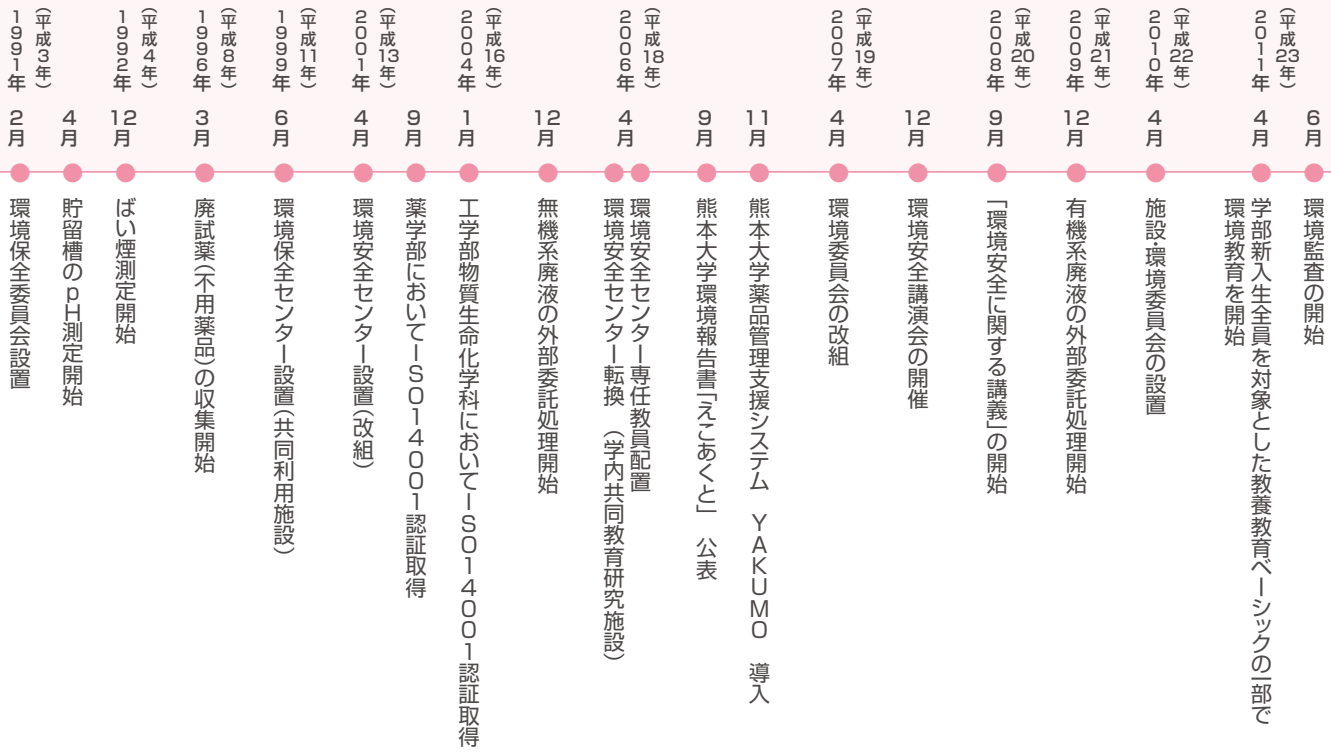 1991年
(平成3年)
2月
環境保全委員会設置
4月
貯留槽のpH測定開始
1992年
(平成4年)
12月
ばい煙測定開始
1996年
(平成8年)
3月
廃試薬(不用薬品)の収集開始
1999年
(平成11年)
6月
環境保全センター設置(共同利用施設)
2001年
(平成13年)
4月
環境安全センター設置(改組)
9月
薬学部においてISO14001認証取得
2004年
(平成16年)
1月
工学部物質生命化学科においてISO14001認証取得
12月
無機系廃液の外部委託処理開始
2006年
(平成18年)
4月
環境安全センター転換 (学内共同教育研究施設)
環境安全センター専任教員配置
9月
熊本大学環境報告書「えこあくと」 公表
11月
熊本大学薬品管理支援システム YAKUMO 導入
2007年
(平成19年)
4月
環境委員会の改組
12月
環境安全講演会の開催
2008年
(平成20年)
9月
「環境安全に関する講義」の開始
2009年
(平成21年)
12月
有機系廃液の外部委託処理開始
2010年
(平成22年)
4月
施設・環境委員会の設置
2011年
(平成23年)
4月
学部新入生全員を対象とした教養教育ベーシックの一部で
環境教育を開始
6月
環境監査の開始